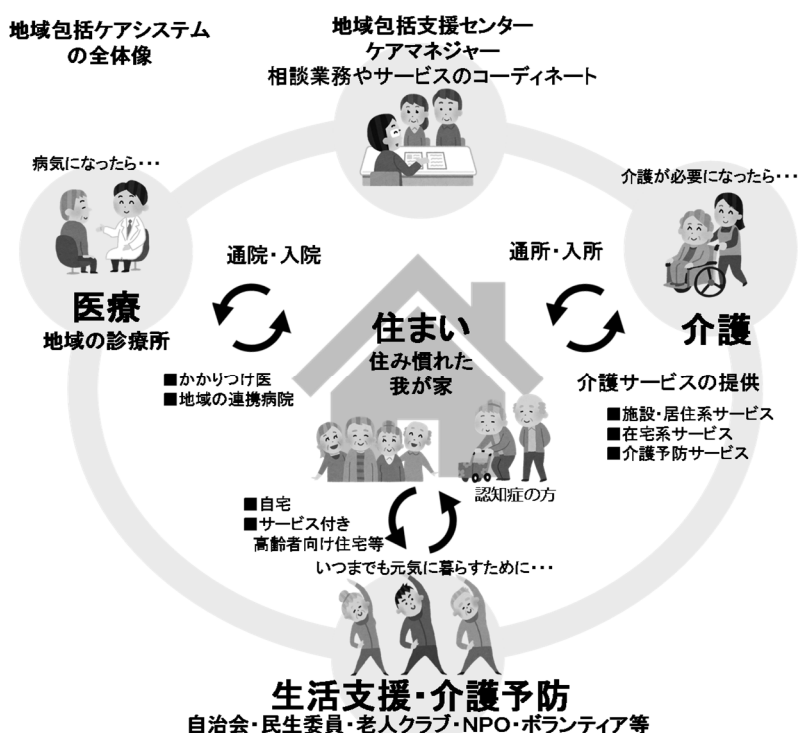 地域包括ケアシステム
の全体像
地域包括支援センター
ケアマネジャー
相談業務やサービスのコーディネート
病気になったら・・・
介護が必要になったら・・・
通院・入院
通所・入所
医療
地域の診療所
■かかりつけ医
■地域の連携病院
住まい
住み慣れた
我が家
介護
介護サービスの提供
■施設・居住系サービス
■在宅系サービス
■介護予防サービス
認知症の方
■自宅
■サービス付き
高齢者向け住宅等
いつまでも元気に暮らすために・・・
生活支援・介護予防
自治会・民生委員・老人クラブ・NPO・ボランティア等